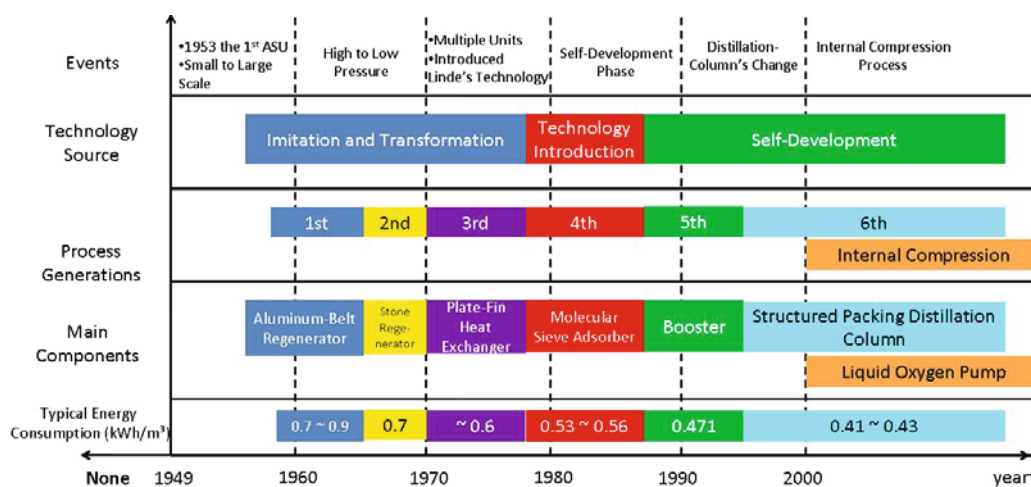 Events
•1953 the 1st ASU
•Small to Large
Scale
High to Low
Pressure
•Multiple Units
•Introduced
Linde's Technology
Self-Development
Phase
Distillation-
Column's Change
Internal Compression
Process
Technology
Source
Imitation and Transformation
Technology
Introduction
Self-Development
Process
Generations
1st
2nd
3rd
4th
5th
6th
Internal Compression
Main
Components
Aluminum-Belt
Regenerator
Stone
Rege-
nerator
Plate-Fin
Heat
Exchanger
Molecular
Sieve Adsorber
Booster
Structured Packing Distillation
Column
Liquid Oxygen Pump
Typical Energy
Consumption (kWh/m³)
0.7 ~ 0.9
0.7
~ 0.6
0.53 ~ 0.56
0.471
0.41 ~ 0.43
None
1949
1960
1970
1980
1990
2000
year